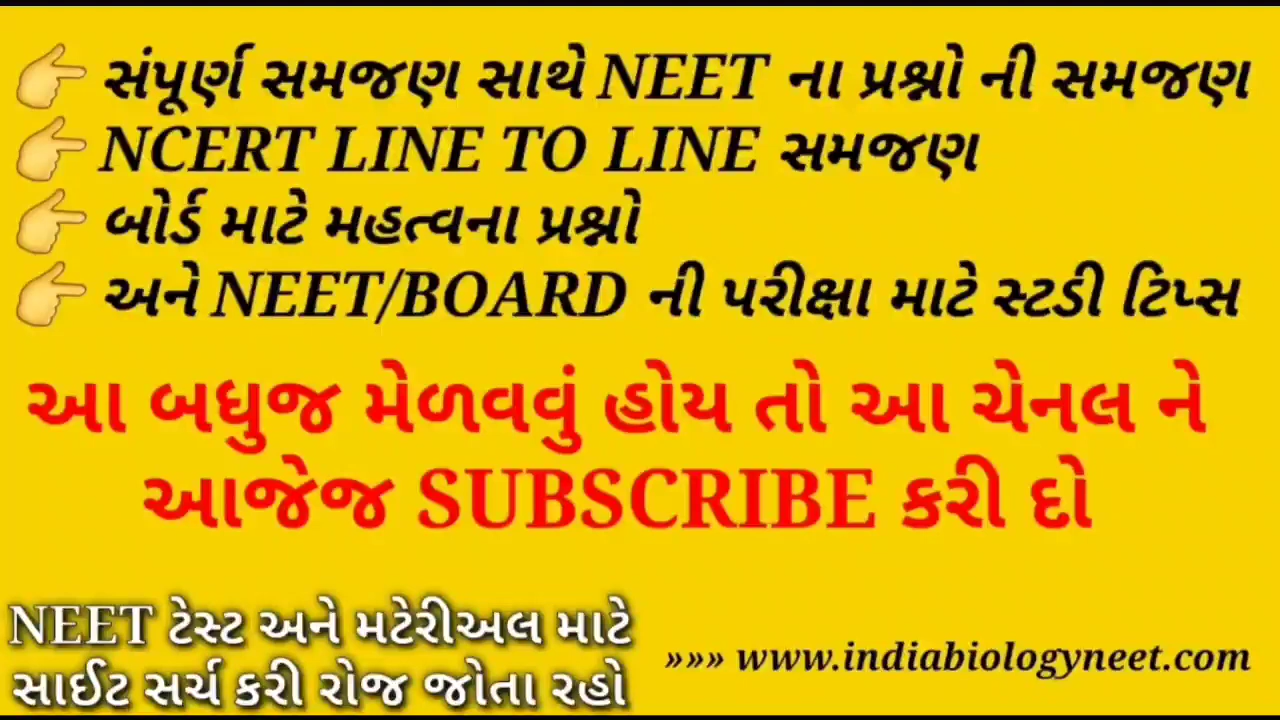 👉 સંપૂર્ણ સમજણ સાથે NEET ના પ્રશ્નો ની સમજણ
👉 NCERT LINE TO LINE સમજણ
👉 બોર્ડ માટે મહત્વના પ્રશ્નો
👉 અને NEET/BOARD ની પરીક્ષા માટે સ્ટડી ટિપ્સ
આ બધુજ મેળવવું હોય તો આ ચેનલ ને
આજેજ SUBSCRIBE કરી દો
NEET ટેસ્ટ અને મટેરીઅલ માટે
સાઈટ સર્ચ કરી રોજ જોતા રહો
»»» www.indiabiologyneet.com